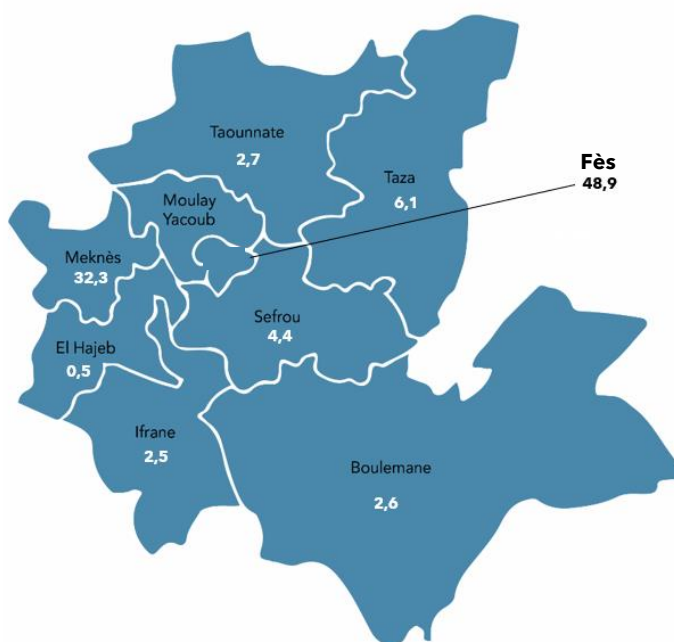 Taounnate
2,7
Fès
48,9
Taza
6,1
Moulay
Yacoub
Meknès
32,3
Sefrou
4,4
El Hajeb
0,5
Ifrane
2,5
Boulemane
2,6